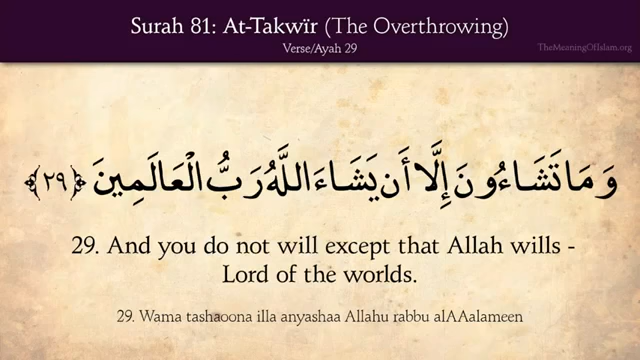 Surah 81: At-Takwïr (The Overthrowing)
Verse/Ayah 29
TheMeaningOfIslam.org
وَمَا تَشَاءُونَ إِلَّا أَن يَشَاءَ اللَّهُ رَبُّ الْعَالَمِينَ ﴿٢٩﴾
29. And you do not will except that Allah wills -
Lord of the worlds.
29. Wama tashaoona illa anyashaa Allahu rabbu alAAalameen